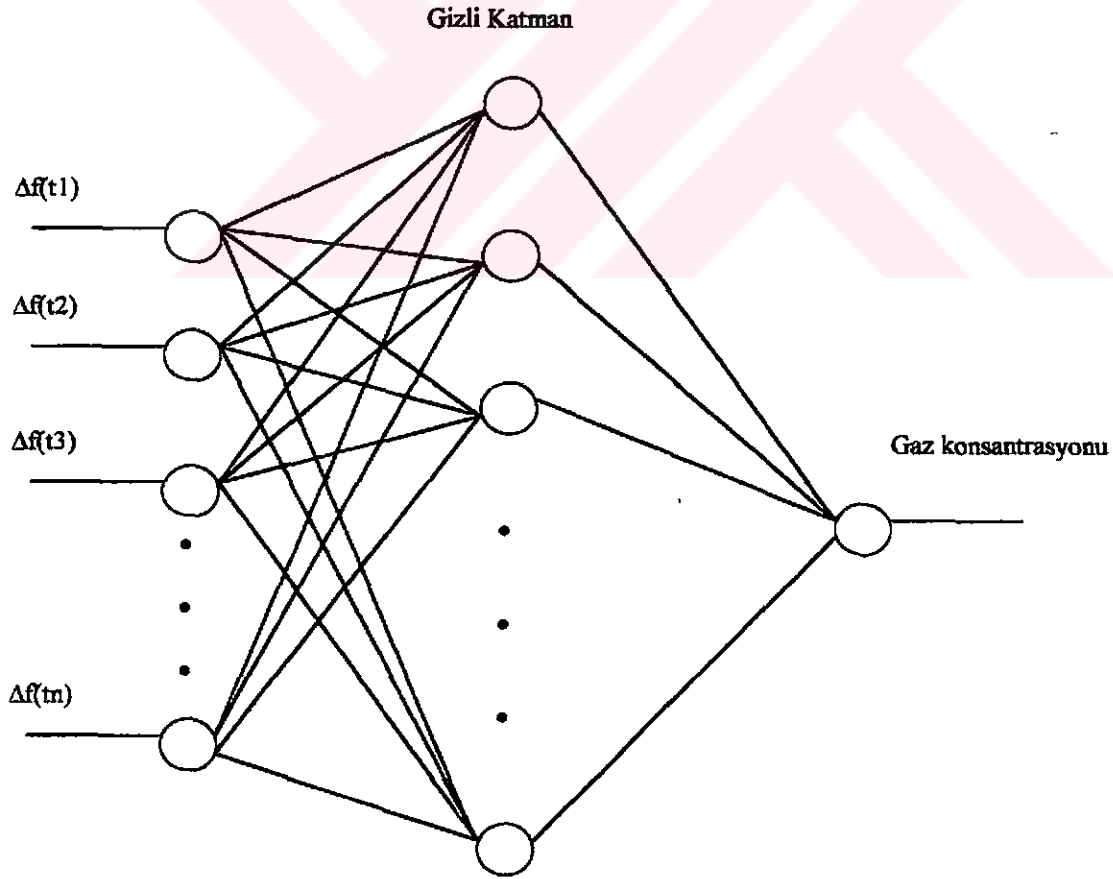 Gizli Katman
Δf(t1)
Δf(t2)
Δf(t3)
Gaz konsantrasyonu
Δf(tn)